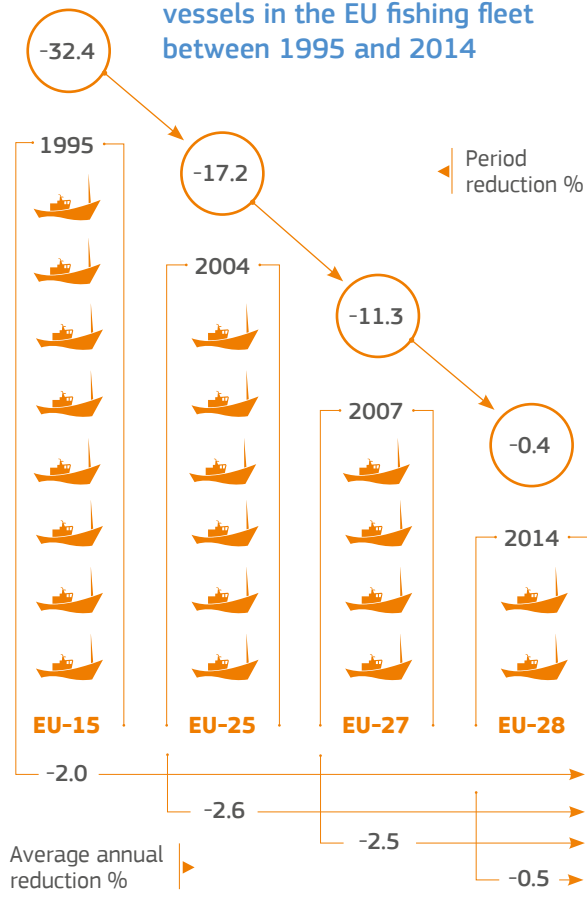 vessels in the EU fishing fleet
between 1995 and 2014
-32.4
1995
-17.2
Period
reduction %
2004
-11.3
2007
-0.4
2014
EU-15
EU-25
EU-27
EU-28
-2.0
-2.6
-2.5
Average annual
reduction %
-0.5